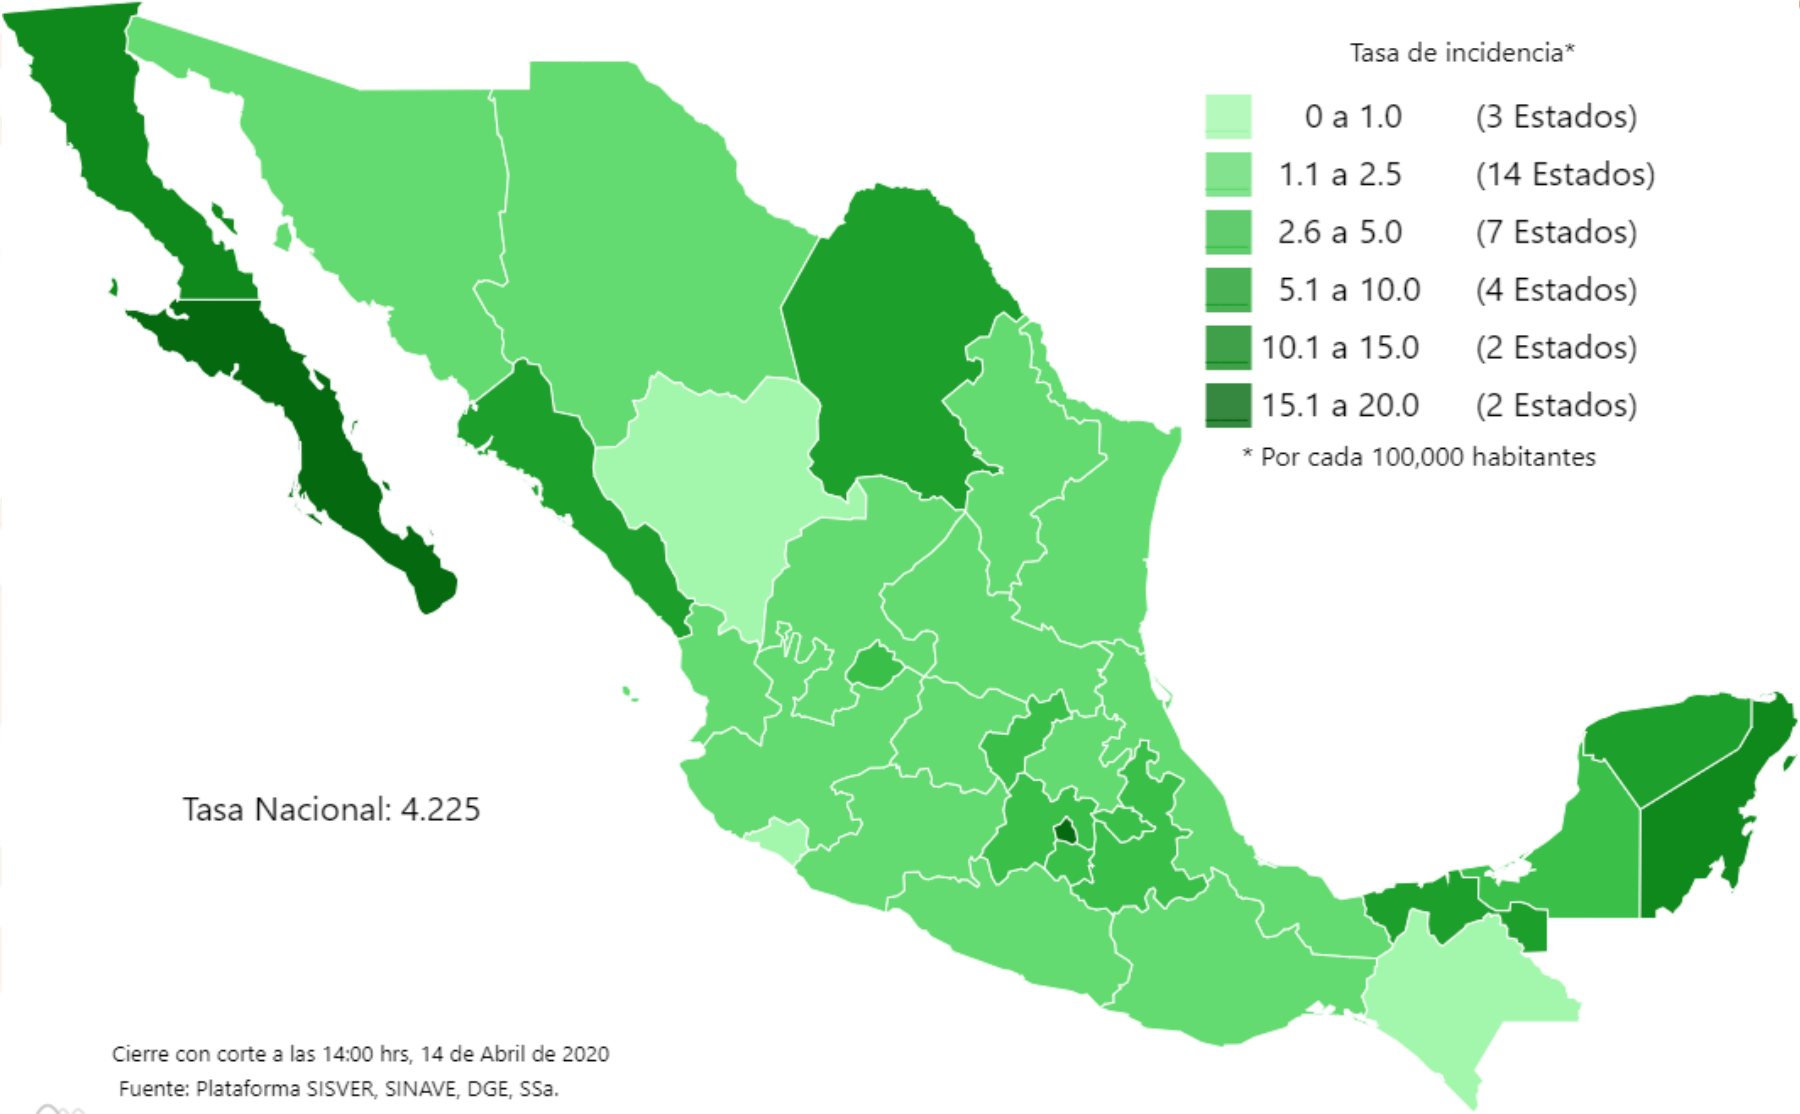 Tasa de incidencia*
0 a 1.0 (3 Estados)
1.1 a 2.5 (14 Estados)
2.6 a 5.0 (7 Estados)
5.1 a 10.0 (4 Estados)
10.1 a 15.0 (2 Estados)
15.1 a 20.0 (2 Estados)
* Por cada 100,000 habitantes
Tasa Nacional: 4.225
Cierre con corte a las 14:00 hrs, 14 de Abril de 2020
Fuente: Plataforma SISVER, SINAVE, DGE, SSa.